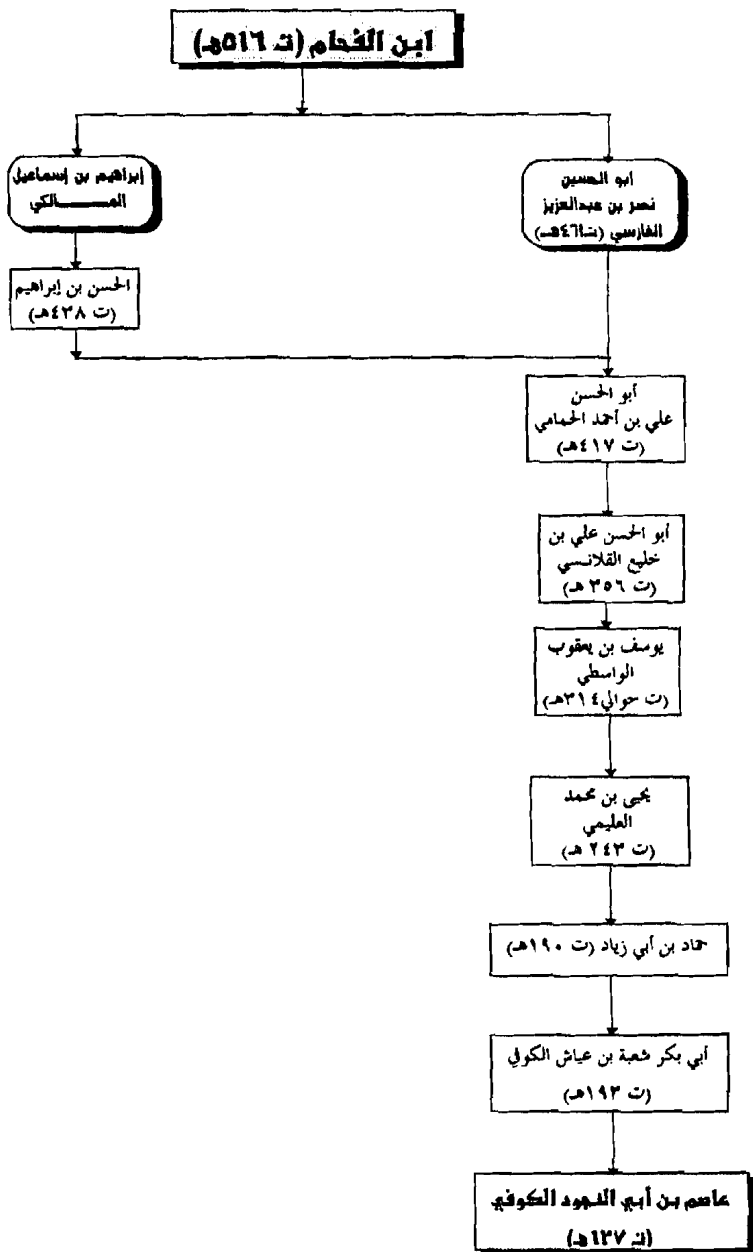 ابن الفحام (ت ٥١٦هـ)
أبو الحسين
نصر بن عبدالعزيز
الفارسي (ت٤٦١هـ)
إبراهيم بن إسماعيل
المـــــالكي
الحسن بن إبراهيم
(ت ٤٣٨هـ)
أبو الحسن
علي بن أحمد الحمامي
(ت ٤١٧هـ)
أبو الحسن علي بن
خليع القلانسي
(ت ٣٥٦ هـ)
يوسف بن يعقوب
الواسطي
(ت حوالي٣١٤هـ)
يحيى بن محمد
العليمي
(ت ٢٤٣ هـ)
حماد بن أبي زياد (ت ١٩٠هـ)
أبي بكر شعبة بن عياش الكوفي
(ت ١٩٣هـ)
عاصم بن أبي النجود الكوفي
(ت ١٢٧هـ)